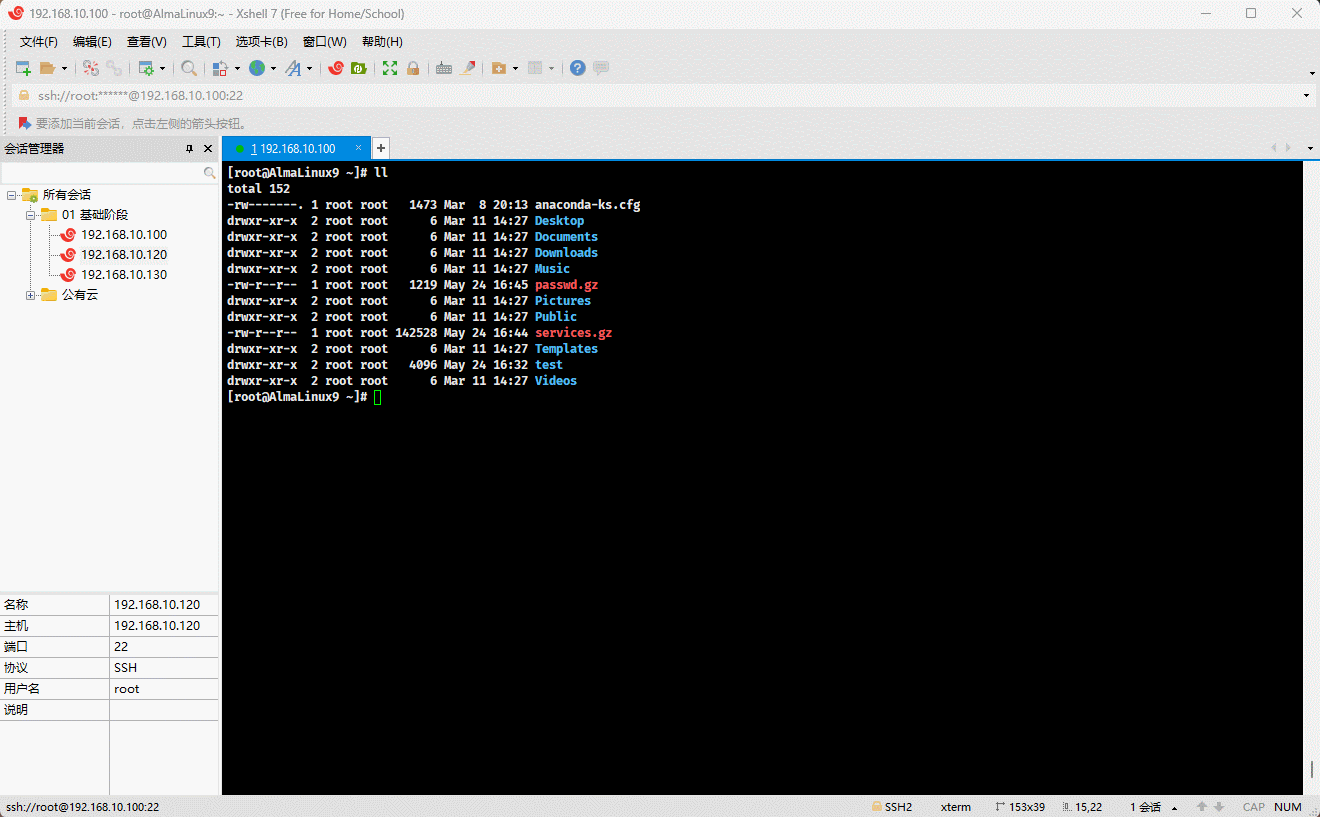 192.168.10.100 - root@AlmaLinux9:~ - Xshell 7 (Free for Home/School)
文件(F) 编辑(E) 查看(V) 工具(T) 选项卡(B) 窗口(W) 帮助(H)
ssh://root:******@192.168.10.100:22
要添加当前会话，点击左侧的箭头按钮。
会话管理器
1 192.168.10.100
所有会话
01 基础阶段
192.168.10.100
192.168.10.120
192.168.10.130
公有云
[root@AlmaLinux9 ~]# ll
total 152
-rw-------. 1 root root   1473 Mar  8 20:13 anaconda-ks.cfg
drwxr-xr-x  2 root root      6 Mar 11 14:27 Desktop
drwxr-xr-x  2 root root      6 Mar 11 14:27 Documents
drwxr-xr-x  2 root root      6 Mar 11 14:27 Downloads
drwxr-xr-x  2 root root      6 Mar 11 14:27 Music
-rw-r--r--  1 root root   1219 May 24 16:45 passwd.gz
drwxr-xr-x  2 root root      6 Mar 11 14:27 Pictures
drwxr-xr-x  2 root root      6 Mar 11 14:27 Public
-rw-r--r--  1 root root 142528 May 24 16:44 services.gz
drwxr-xr-x  2 root root      6 Mar 11 14:27 Templates
drwxr-xr-x  2 root root   4096 May 24 16:32 test
drwxr-xr-x  2 root root      6 Mar 11 14:27 Videos
[root@AlmaLinux9 ~]#
名称 192.168.10.120
主机 192.168.10.120
端口 22
协议 SSH
用户名 root
说明
ssh://root@192.168.10.100:22 SSH2 xterm 153x39 15,22 1 会话 CAP NUM